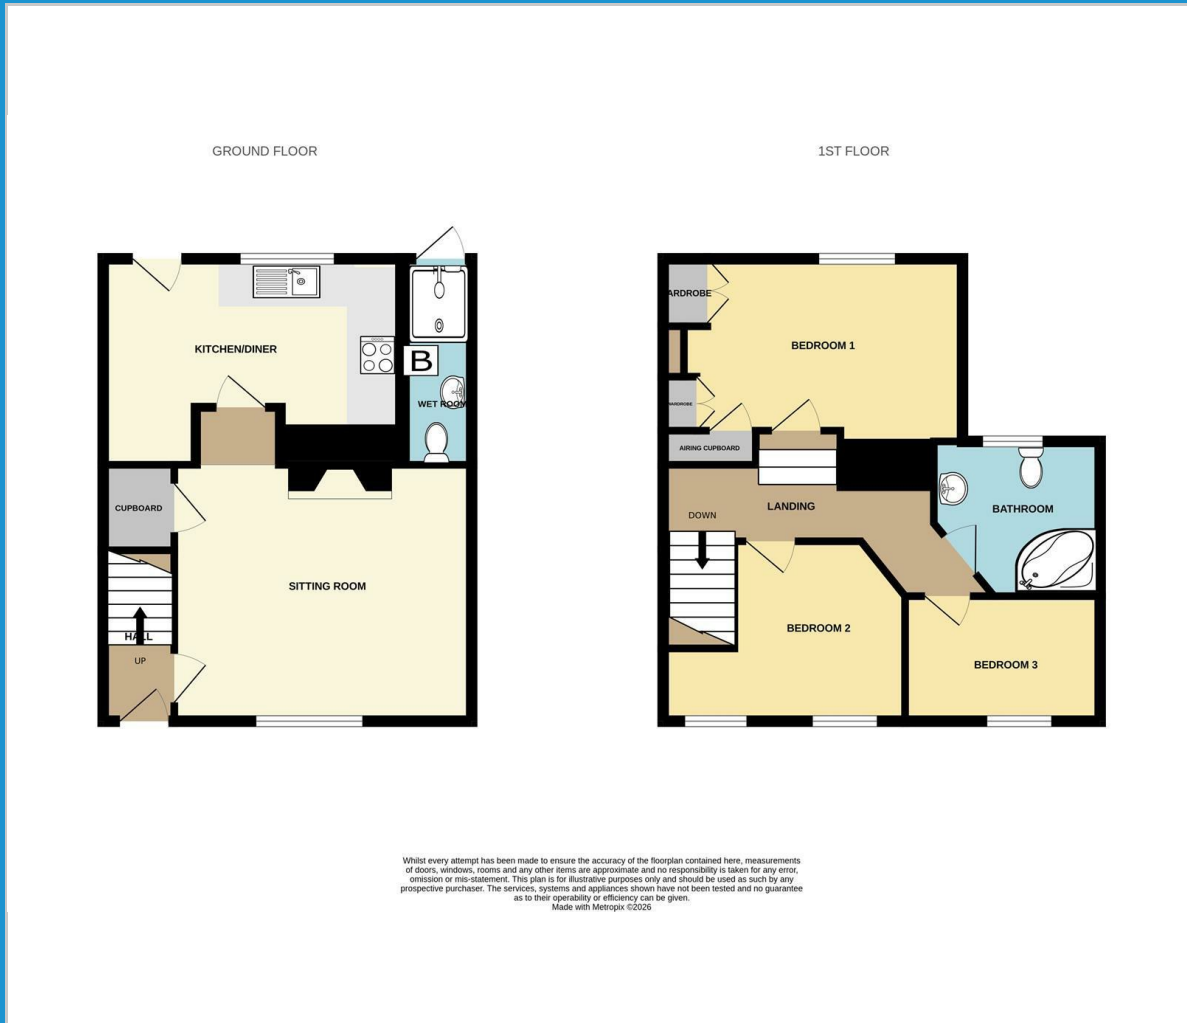 GROUND FLOOR
1ST FLOOR
KITCHEN/DINER
B
WET ROOM
CUPBOARD
SITTING ROOM
HALL
UP
ARDROBE
BEDROOM 1
WARDROBE
AIRING CUPBOARD
LANDING
DOWN
BATHROOM
BEDROOM 2
BEDROOM 3
Whilst every attempt has been made to ensure the accuracy of the floorplan contained here, measurements
of doors, windows, rooms and any other items are approximate and no responsibility is taken for any error,
omission or mis-statement. This plan is for illustrative purposes only and should be used as such by any
prospective purchaser. The services, systems and appliances shown have not been tested and no guarantee
as to their operability or efficiency can be given.
Made with Metropix ©2026